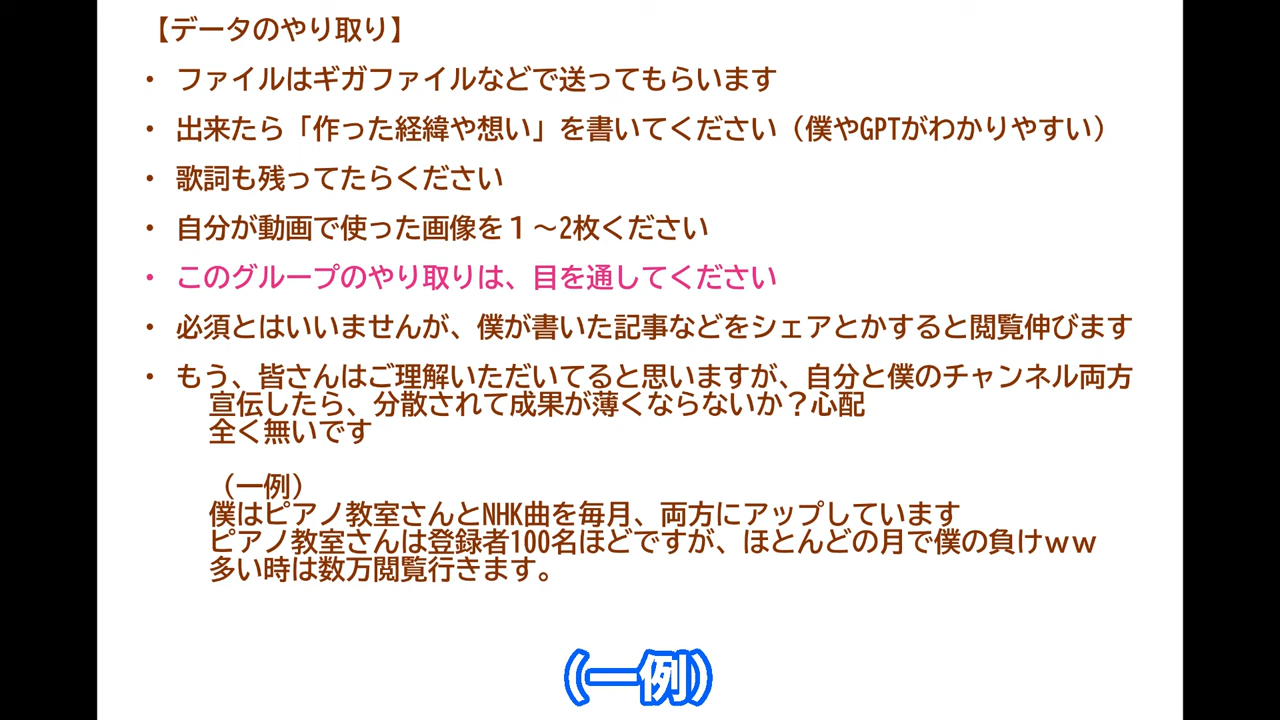 【データのやり取り】
・ ファイルはギガファイルなどで送ってもらいます
・ 出来たら「作った経緯や想い」を書いてください（僕やGPTがわかりやすい）
・ 歌詞も残ってたらください
・ 自分が動画で使った画像を１～2枚ください
・ このグループのやり取りは、目を通してください
・ 必須とはいいませんが、僕が書いた記事などをシェアとかすると閲覧伸びます
・ もう、皆さんはご理解いただいてると思いますが、自分と僕のチャンネル両方
宣伝したら、分散されて成果が薄くならないか？心配
全く無いです
（一例）
僕はピアノ教室さんとNHK曲を毎月、両方にアップしています
ピアノ教室さんは登録者100名ほどですが、ほとんどの月で僕の負けｗｗ
多い時は数万閲覧行きます。
(一例)